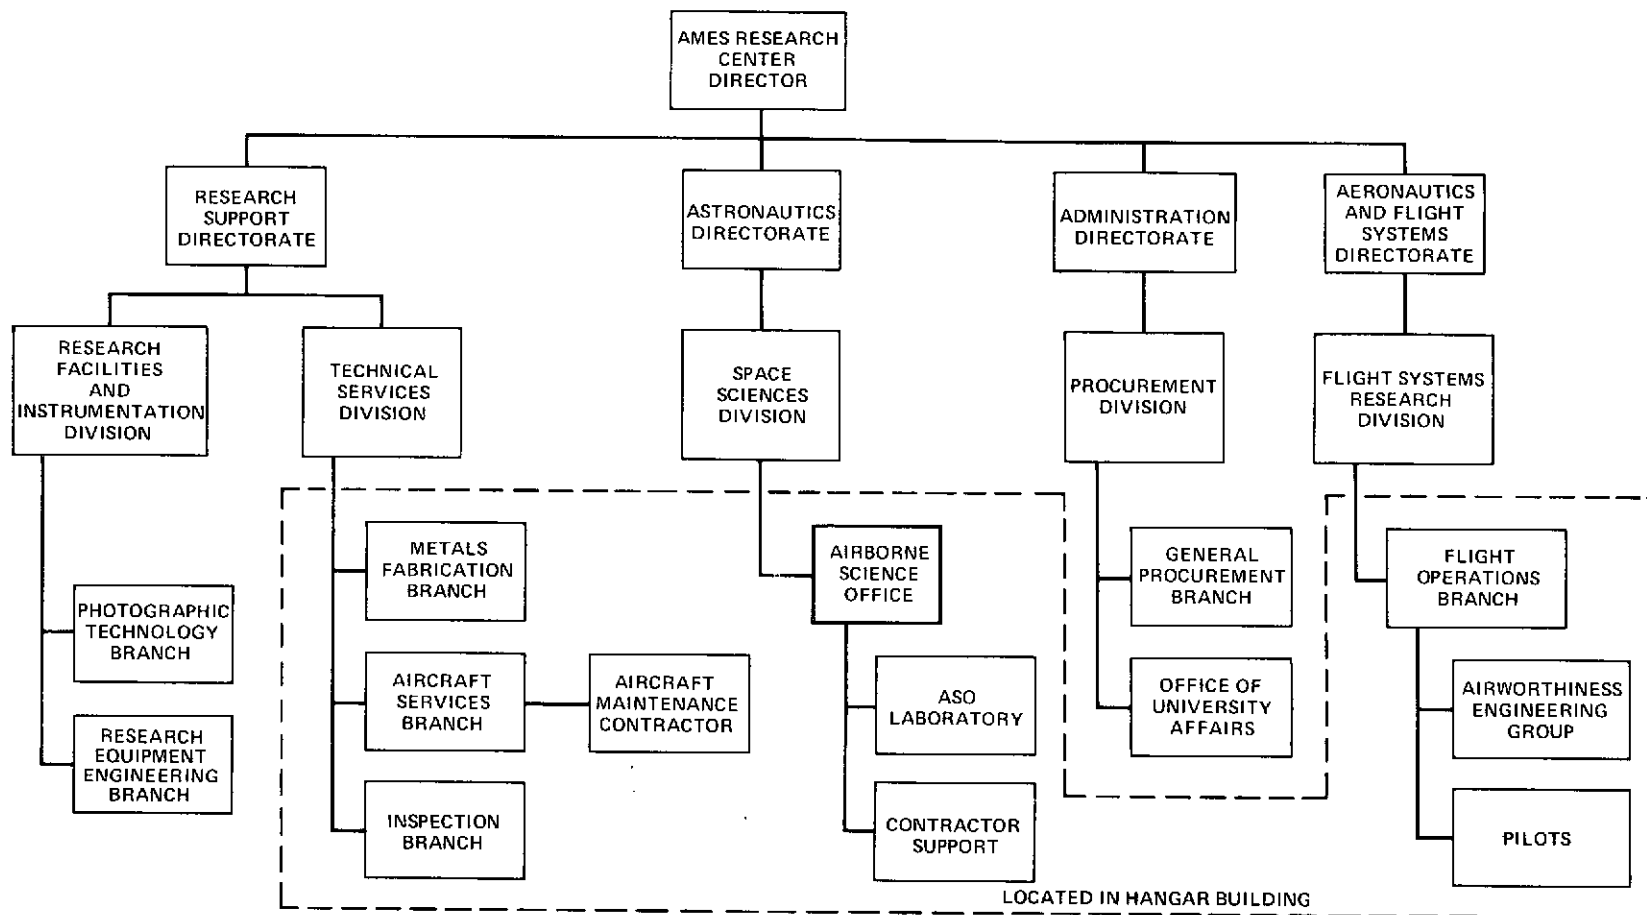 AMES RESEARCH
CENTER
DIRECTOR
RESEARCH
SUPPORT
DIRECTORATE
ASTRONAUTICS
DIRECTORATE
ADMINISTRATION
DIRECTORATE
AERONAUTICS
AND FLIGHT
SYSTEMS
DIRECTORATE
RESEARCH
FACILITIES
AND
INSTRUMENTATION
DIVISION
TECHNICAL
SERVICES
DIVISION
SPACE
SCIENCES
DIVISION
PROCUREMENT
DIVISION
FLIGHT SYSTEMS
RESEARCH
DIVISION
PHOTOGRAPHIC
TECHNOLOGY
BRANCH
RESEARCH
EQUIPMENT
ENGINEERING
BRANCH
METALS
FABRICATION
BRANCH
AIRCRAFT
SERVICES
BRANCH
AIRCRAFT
MAINTENANCE
CONTRACTOR
INSPECTION
BRANCH
AIRBORNE
SCIENCE
OFFICE
ASO
LABORATORY
CONTRACTOR
SUPPORT
GENERAL
PROCUREMENT
BRANCH
OFFICE OF
UNIVERSITY
AFFAIRS
FLIGHT
OPERATIONS
BRANCH
AIRWORTHINESS
ENGINEERING
GROUP
PILOTS
LOCATED IN HANGAR BUILDING